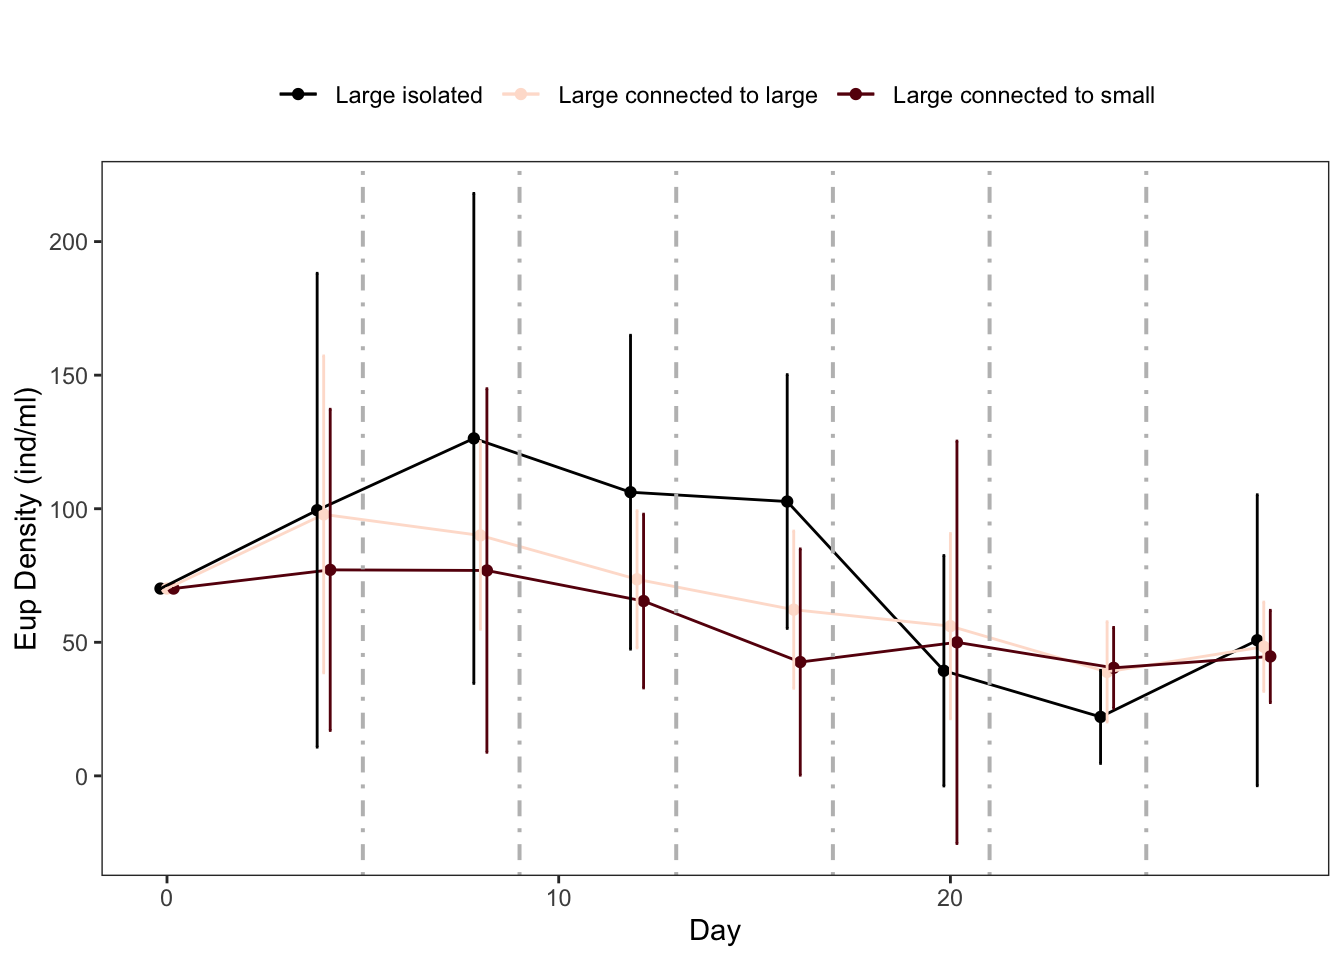 Large isolated Large connected to large Large connected to small
Eup Density (ind/ml)
200
150
100
50
0
0 10 20
Day